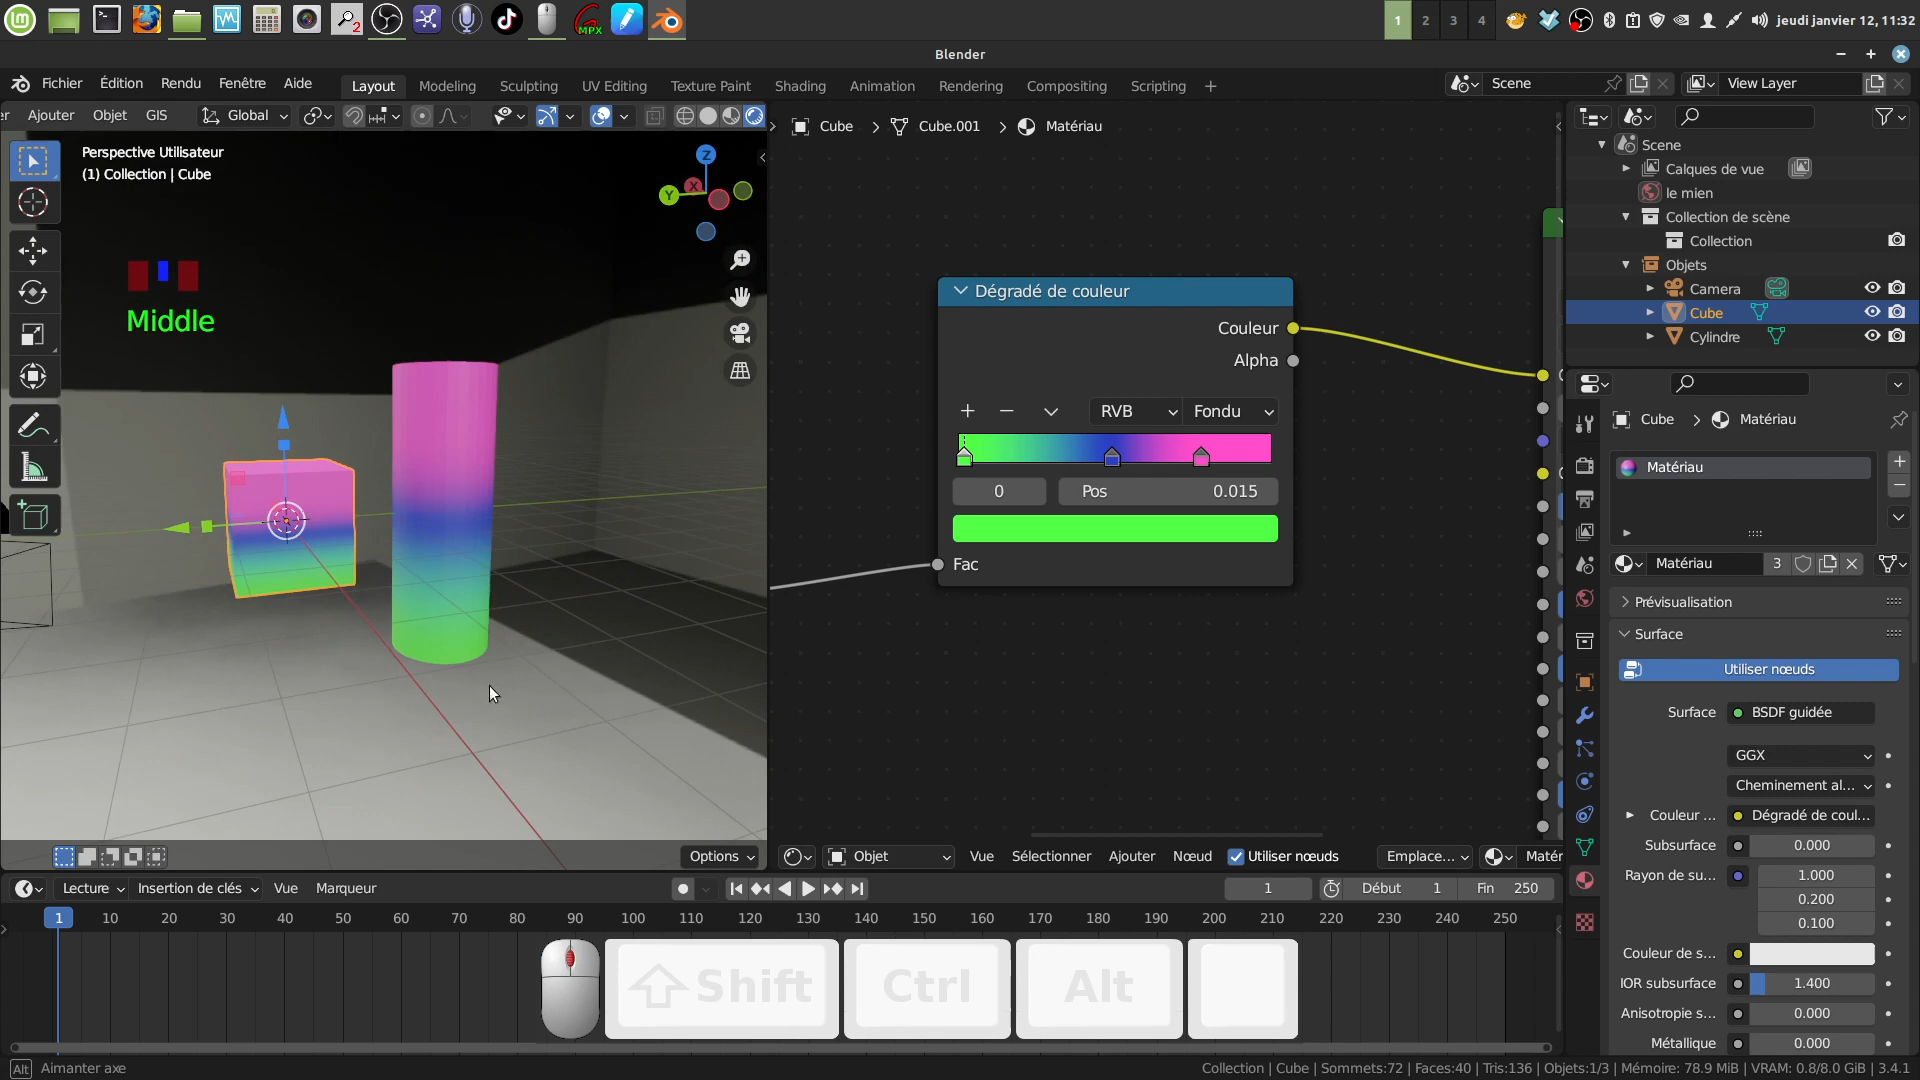 2
MPX
1
2
3
4
jeudi janvier 12, 11:32
Blender
Fichier Édition Rendu Fenêtre Aide
Layout Modeling Sculpting UV Editing Texture Paint Shading Animation Rendering Compositing Scripting +
Scene
View Layer
Ajouter Objet GIS
Global
Perspective Utilisateur
(1) Collection | Cube
Z
X
Y
Middle
Cube > Cube.001 > Matériau
Dégradé de couleur
Couleur
Alpha
RVB
Fondu
0
Pos 0.015
Fac
Scene
Calques de vue
le mien
Collection de scène
Collection
Objets
Camera
Cube
Cylindre
Cube > Matériau
Matériau
Matériau 3
Prévisualisation
Surface
Utiliser nœuds
Surface BSDF guidée
GGX
Cheminement al...
Couleur ... Dégradé de coul...
Subsurface 0.000
Rayon de su... 1.000
0.200
0.100
Couleur de s...
IOR subsurface 1.400
Anisotropie s... 0.000
Métallique 0.000
Options
Objet Vue Sélectionner Ajouter Nœud Utiliser nœuds Emplace... Matér
Lecture Insertion de clés Vue Marqueur
1
Début 1 Fin 250
1 10 20 30 40 50 60 70 80 90 100 110 120 130 140 150 160 170 180 190 200 210 220 230 240 250
Shift Ctrl Alt
Alt Aimanter axe
Collection | Cube | Sommets:72 | Faces:40 | Tris:136 | Objets:1/3 | Mémoire: 78.9 MiB | VRAM: 0.8/8.0 GiB | 3.4.1